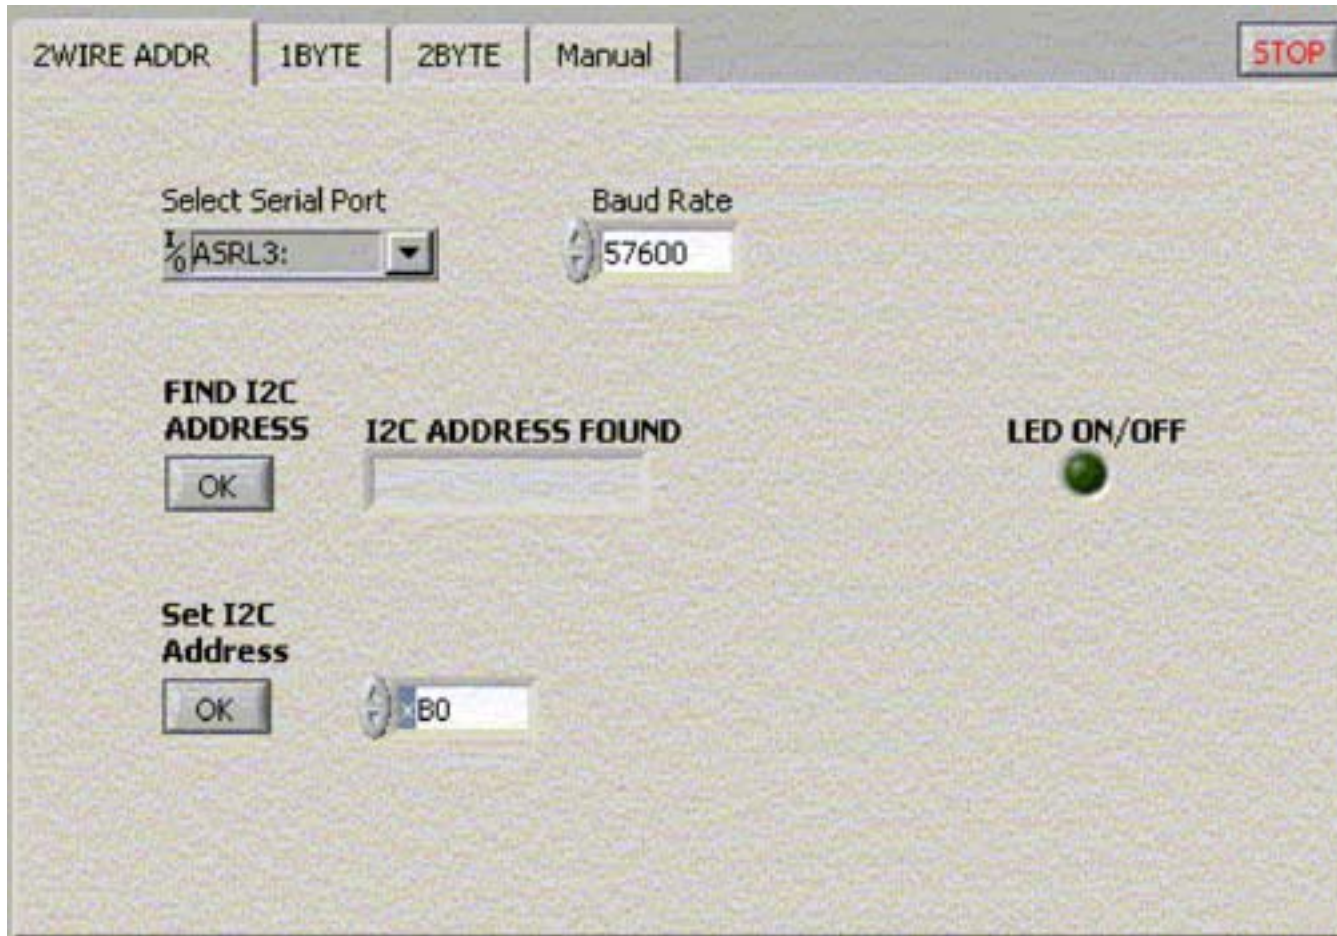 2WIRE ADDR 1BYTE 2BYTE Manual STOP
Select Serial Port Baud Rate
I/O ASRL3: 57600
FIND I2C
ADDRESS I2C ADDRESS FOUND LED ON/OFF
OK
Set I2C
Address
OK xB0